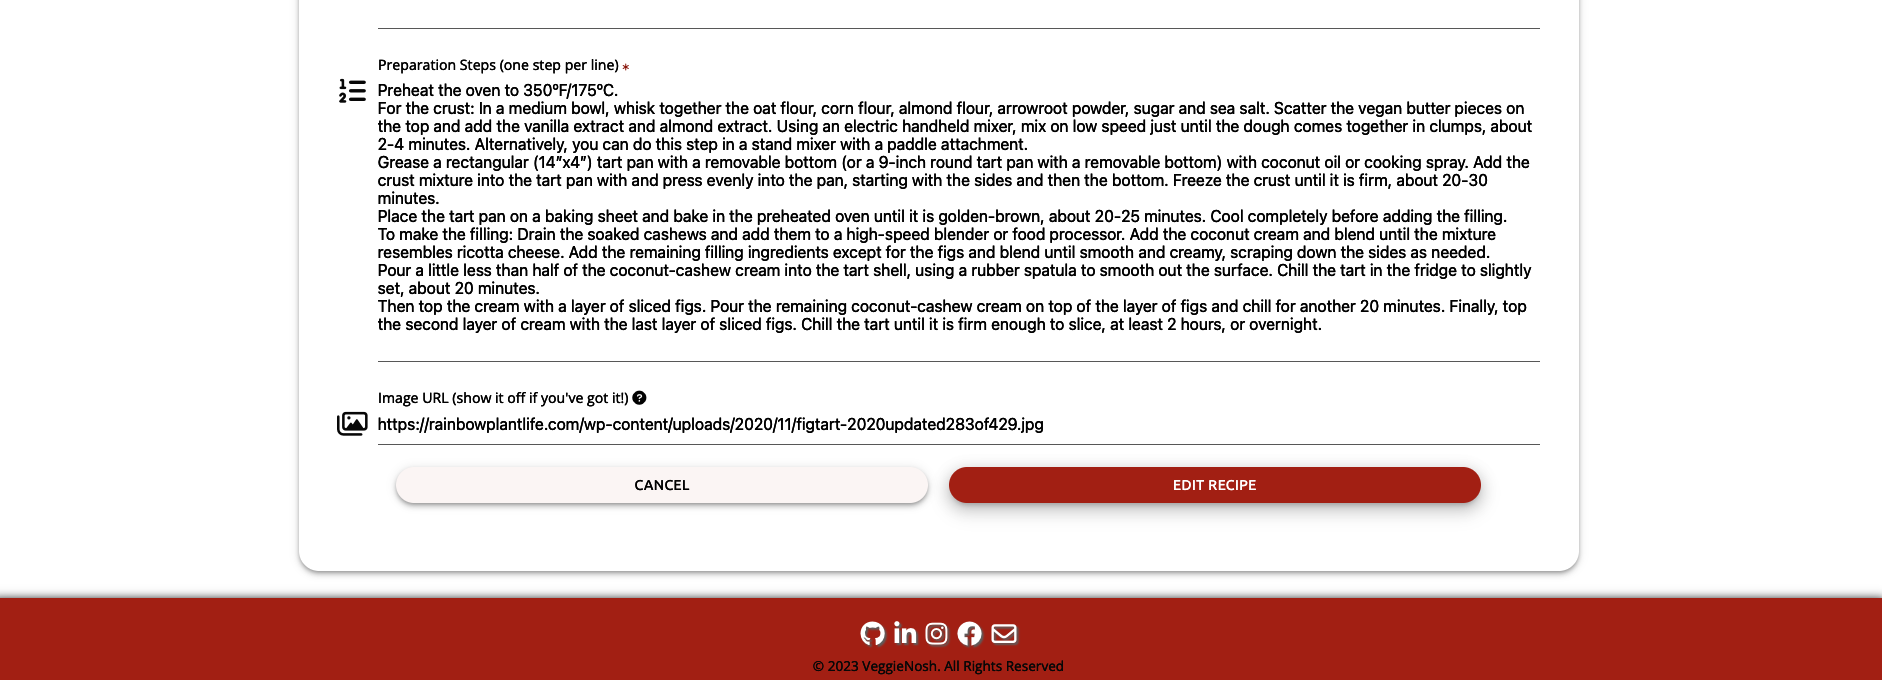 Preparation Steps (one step per line) *
Preheat the oven to 350°F/175°C.
For the crust: In a medium bowl, whisk together the oat flour, corn flour, almond flour, arrowroot powder, sugar and sea salt. Scatter the vegan butter pieces on
the top and add the vanilla extract and almond extract. Using an electric handheld mixer, mix on low speed just until the dough comes together in clumps, about
2-4 minutes. Alternatively, you can do this step in a stand mixer with a paddle attachment.
Grease a rectangular (14”x4”) tart pan with a removable bottom (or a 9-inch round tart pan with a removable bottom) with coconut oil or cooking spray. Add the
crust mixture into the tart pan with and press evenly into the pan, starting with the sides and then the bottom. Freeze the crust until it is firm, about 20-30
minutes.
Place the tart pan on a baking sheet and bake in the preheated oven until it is golden-brown, about 20-25 minutes. Cool completely before adding the filling.
To make the filling: Drain the soaked cashews and add them to a high-speed blender or food processor. Add the coconut cream and blend until the mixture
resembles ricotta cheese. Add the remaining filling ingredients except for the figs and blend until smooth and creamy, scraping down the sides as needed.
Pour a little less than half of the coconut-cashew cream into the tart shell, using a rubber spatula to smooth out the surface. Chill the tart in the fridge to slightly
set, about 20 minutes.
Then top the cream with a layer of sliced figs. Pour the remaining coconut-cashew cream on top of the layer of figs and chill for another 20 minutes. Finally, top
the second layer of cream with the last layer of sliced figs. Chill the tart until it is firm enough to slice, at least 2 hours, or overnight.
Image URL (show it off if you've got it!)
https://rainbowplantlife.com/wp-content/uploads/2020/11/figtart-2020updated283of429.jpg
CANCEL
EDIT RECIPE
© 2023 VeggieNosh. All Rights Reserved